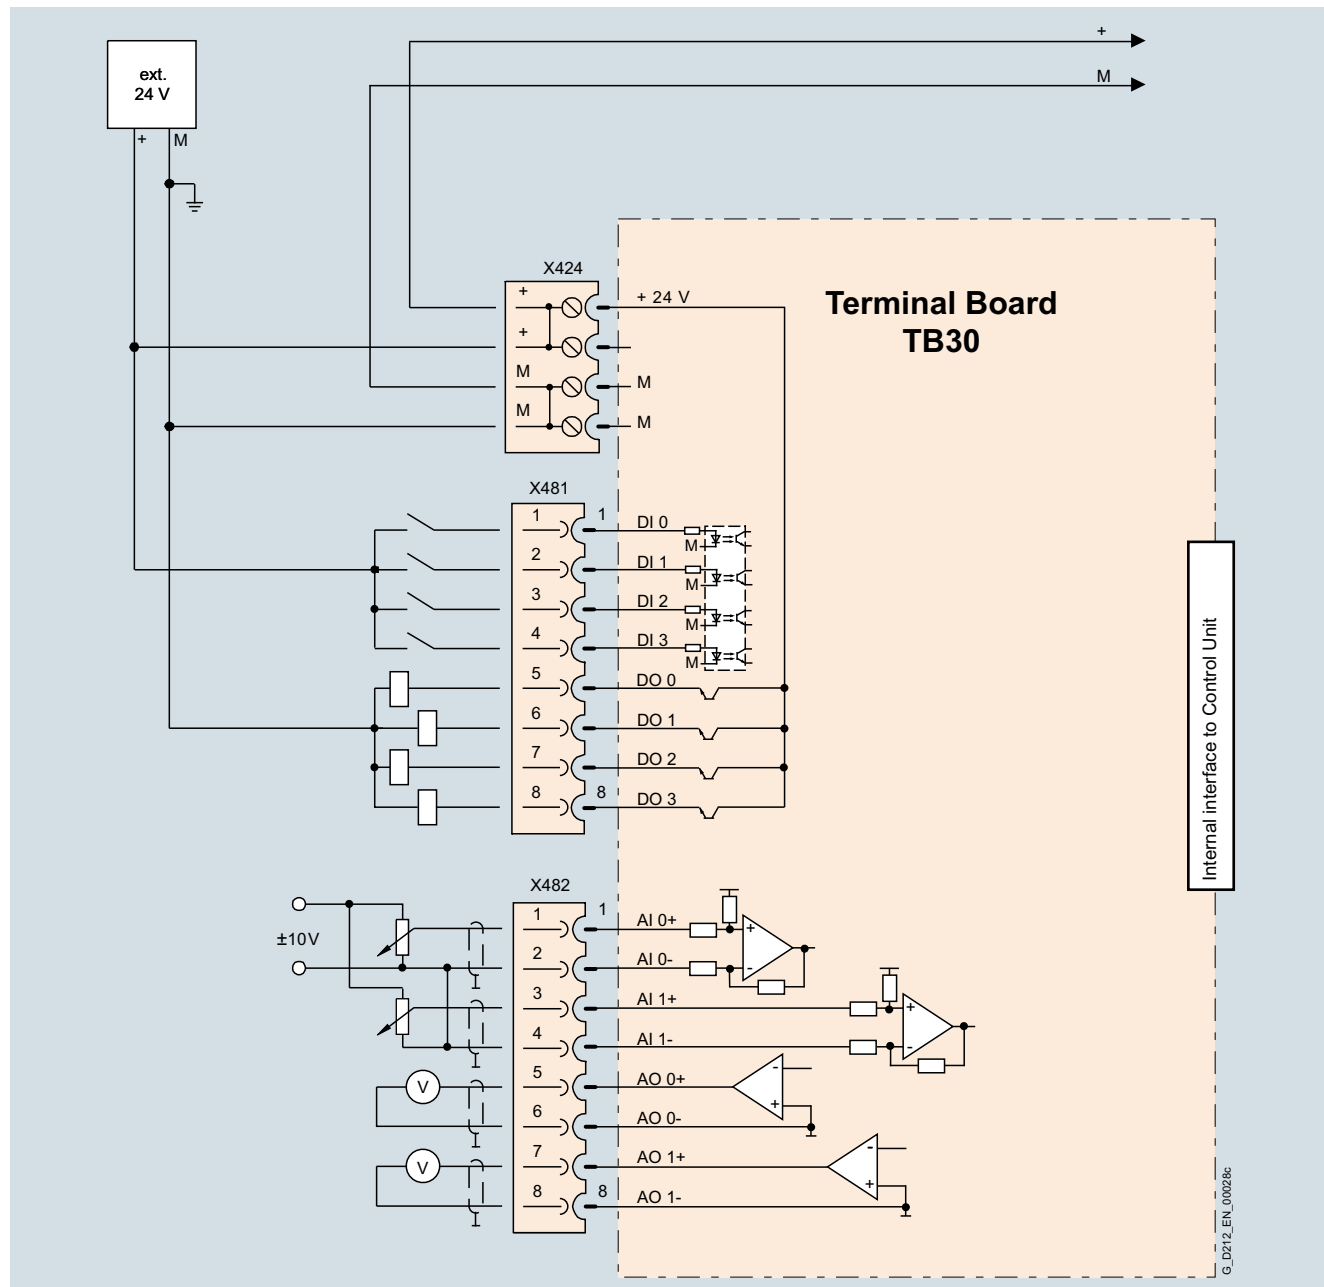 +
M
ext.
24 V
+ M
X424
+ + 24 V
+
M M
M M
Terminal Board
TB30
X481
1 1 DI 0
M
2 DI 1
M
3 DI 2
M
4 DI 3
M
5 DO 0
6 DO 1
7 DO 2
8 8 DO 3
Internal interface to Control Unit
X482
±10V
1 1 AI 0+
+
2 AI 0-
-
3 AI 1+
+
4 AI 1-
-
V 5 AO 0+
-
+
6 AO 0-
V 7 AO 1+
-
+
8 8 AO 1-
G_D212_EN_00028c